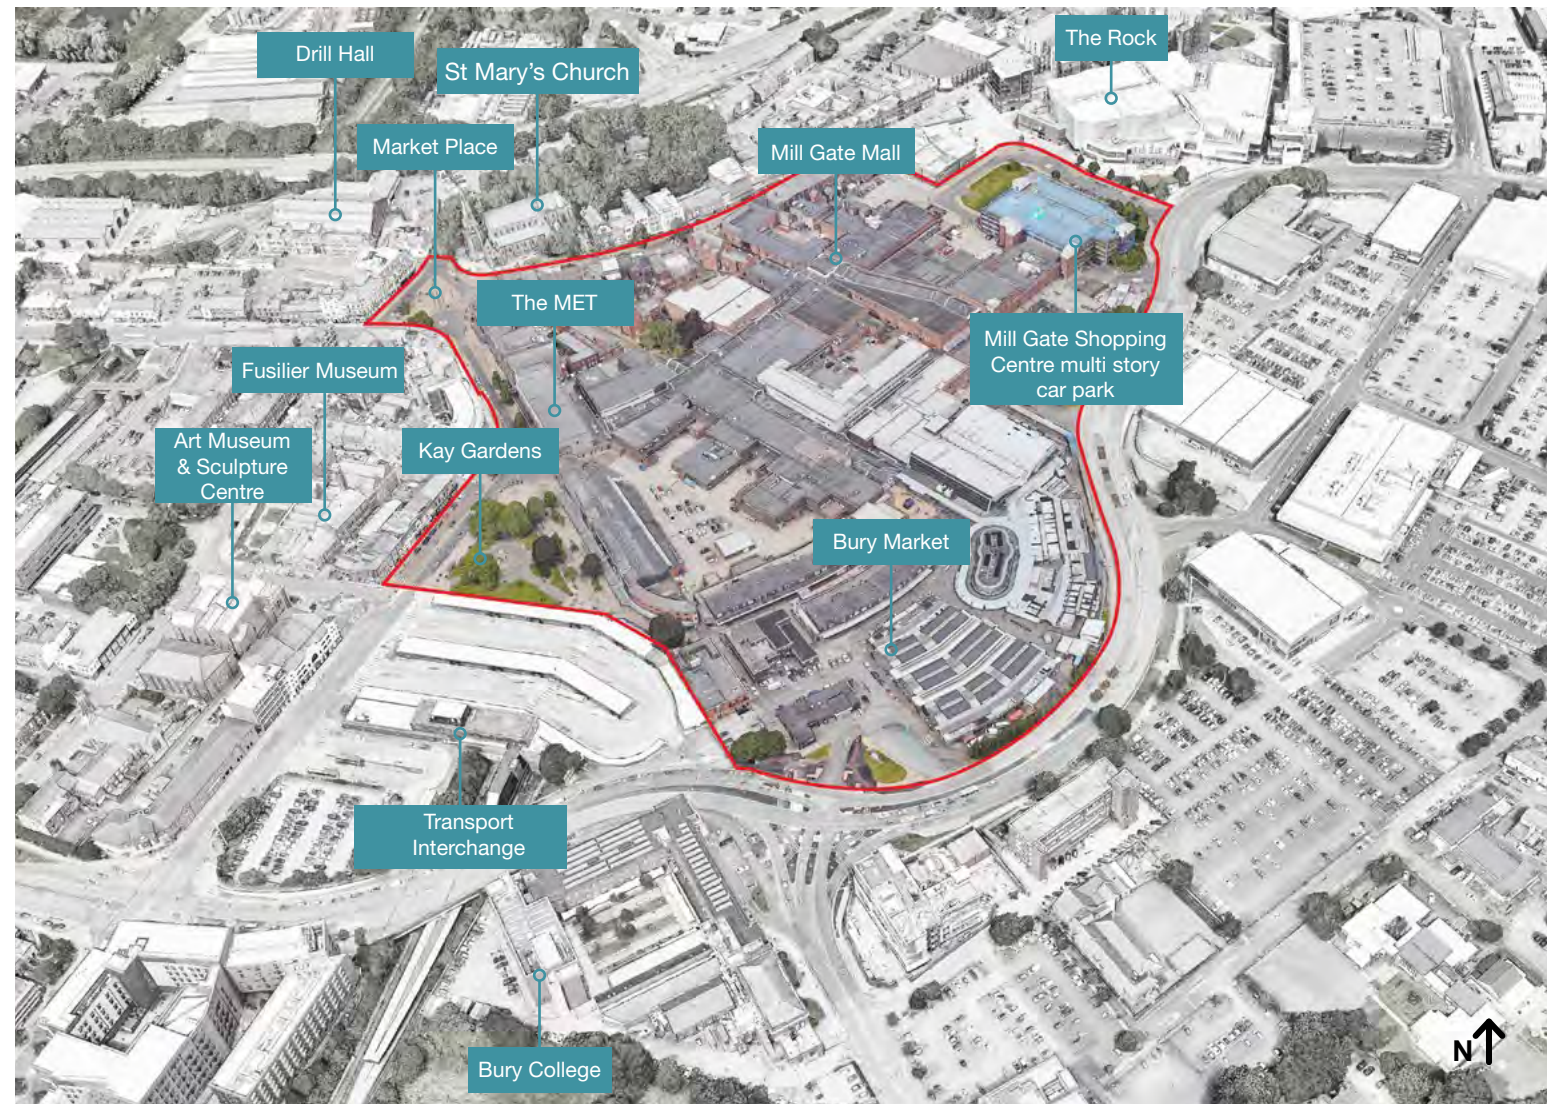 The Rock
Drill Hall
St Mary's Church
Market Place
Mill Gate Mall
The MET
Mill Gate Shopping
Centre multi story
car park
Fusilier Museum
Art Museum
& Sculpture
Centre
Kay Gardens
Bury Market
Transport
Interchange
Bury College
N